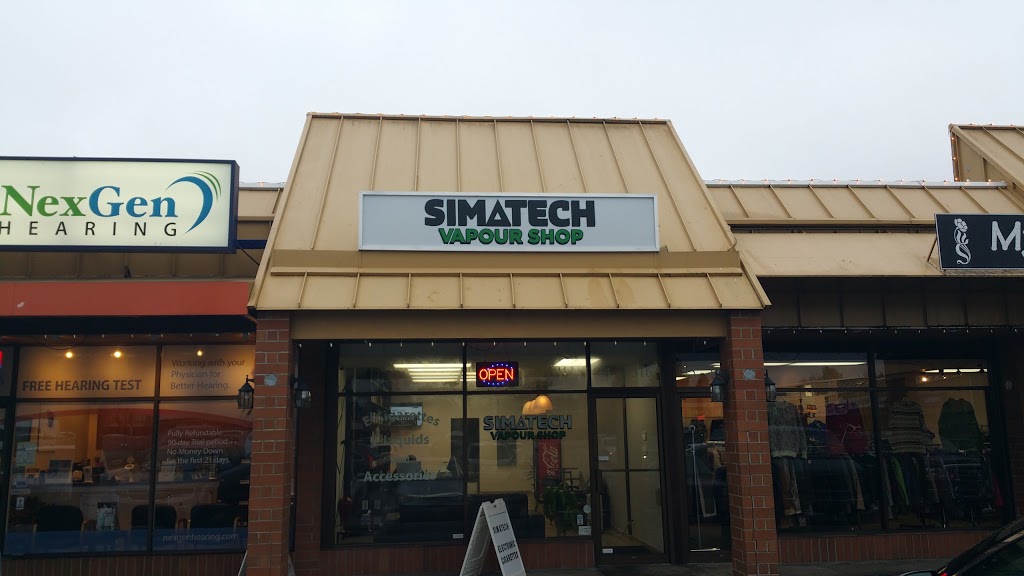 NexGen
HEARING
SIMATECH
VAPOUR SHOP
FREE HEARING TEST
Working with your
Physician for
Better Hearing.
Fully Refundable
90-day Trial period
No Money Down
for the first 21 days.
nexgenhearing.com
OPEN
Liquids
Accessories
SIMATECH
VAPOUR SHOP
SIMATECH
ELECTRONIC
CIGARETTES